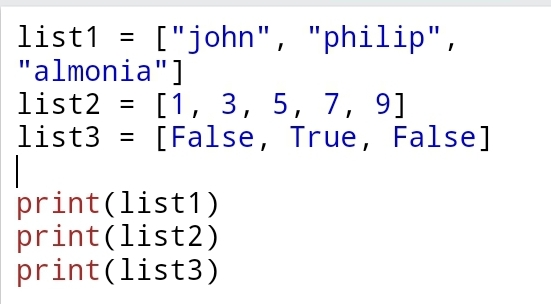 list1 = ["john", "philip",
"almonia"]
list2 = [1, 3, 5, 7, 9]
list3 = [False, True, False]
print(list1)
print(list2)
print(list3)